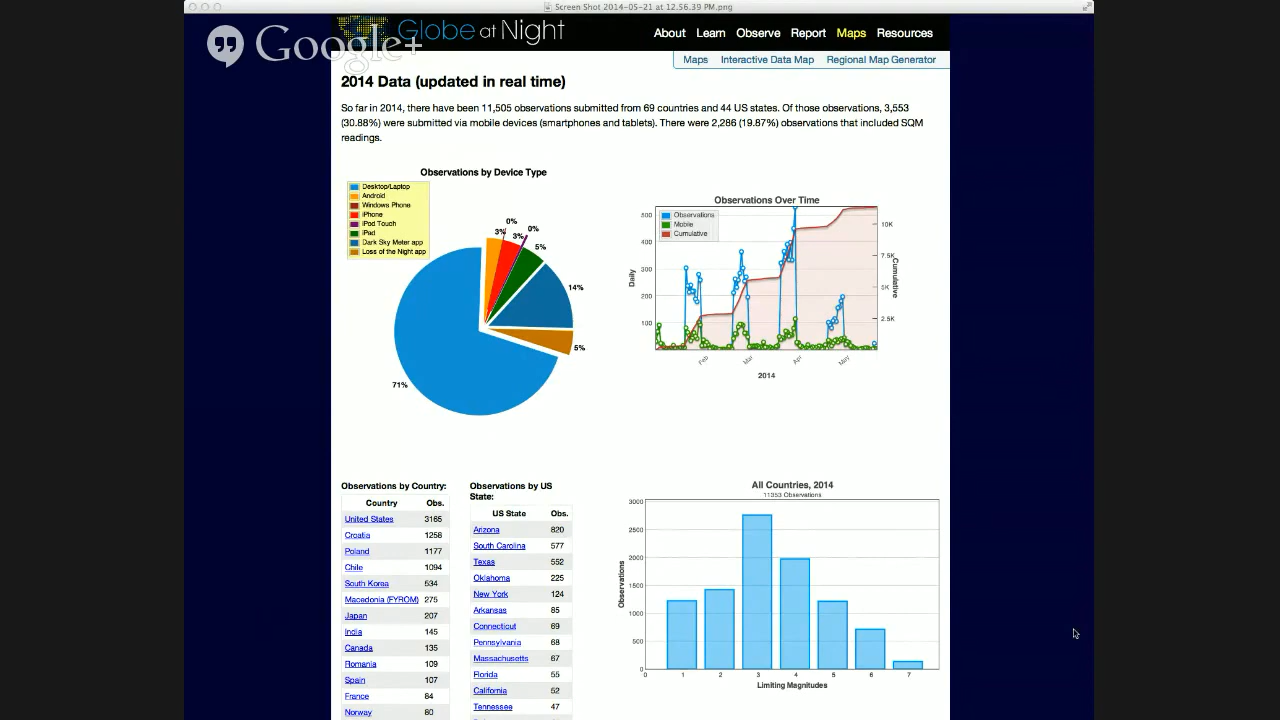 Screen Shot 2014-05-21 at 12.56.39 PM.png
Google+
Globe at Night
About Learn Observe Report Maps Resources
Maps Interactive Data Map Regional Map Generator
2014 Data (updated in real time)
So far in 2014, there have been 11,505 observations submitted from 69 countries and 44 US states. Of those observations, 3,553
(30.88%) were submitted via mobile devices (smartphones and tablets). There were 2,286 (19.87%) observations that included SQM
readings.
Observations by Device Type
Desktop/Laptop
Android
Windows Phone
iPhone
iPod Touch
iPad
Dark Sky Meter app
Loss of the Night app
3%
0%
3%
0%
5%
14%
5%
71%
Observations Over Time
Observations
Mobile
Cumulative
500
400
300
200
100
Daily
10K
7.5K
5K
2.5K
Cumulative
Feb
Mar
Apr
May
2014
Observations by Country:
Country Obs.
United States 3165
Croatia 1258
Poland 1177
Chile 1094
South Korea 534
Macedonia (FYROM) 275
Japan 207
India 145
Canada 135
Romania 109
Spain 107
France 84
Norway 80
Observations by US
State:
US State Obs.
Arizona 820
South Carolina 577
Texas 552
Oklahoma 225
New York 124
Arkansas 85
Connecticut 69
Pennsylvania 68
Massachusetts 67
Florida 55
California 52
Tennessee 47
All Countries, 2014
11353 Observations
3000
2500
2000
1500
1000
500
0
Observations
0 1 2 3 4 5 6 7
Limiting Magnitudes